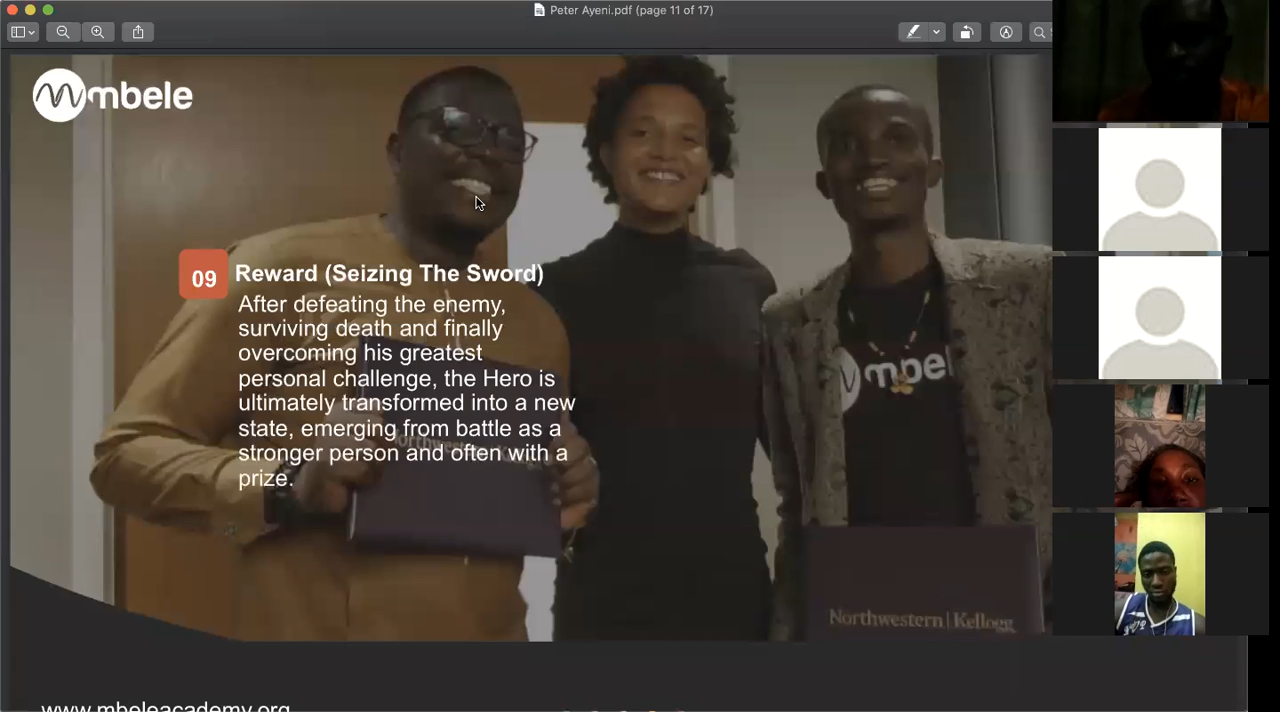 Peter Ayeni.pdf (page 11 of 17)
mbele
09
Reward (Seizing The Sword)
After defeating the enemy,
surviving death and finally
overcoming his greatest
personal challenge, the Hero is
ultimately transformed into a new
state, emerging from battle as a
stronger person and often with a
prize.
Northwestern | Kellogg
mbel
Northwestern | Kellogg
www.mbeleacademy.org